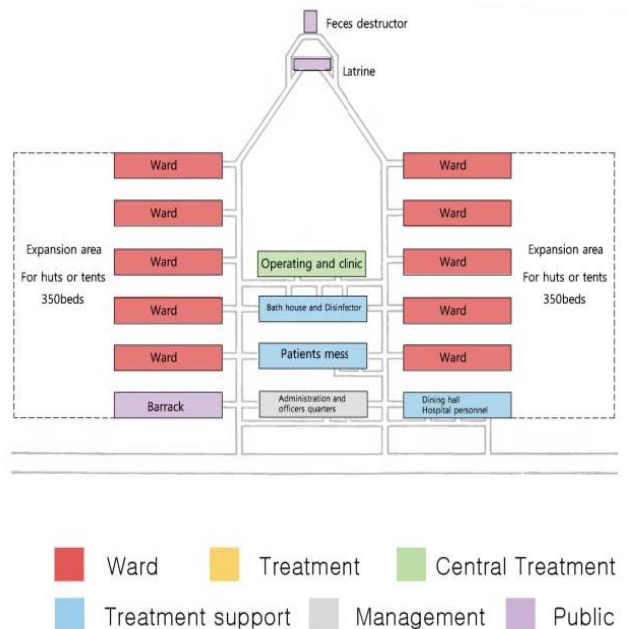 Feces destructor
Latrine
Ward
Ward
Ward
Ward
Expansion area
For huts or tents
350beds
Ward
Operating and clinic
Ward
Expansion area
For huts or tents
350beds
Ward
Bath house and Disinfector
Ward
Ward
Patients mess
Ward
Barrack
Administration and
officers quarters
Dining hall
Hospital personnel
Ward
Treatment
Central Treatment
Treatment support
Management
Public